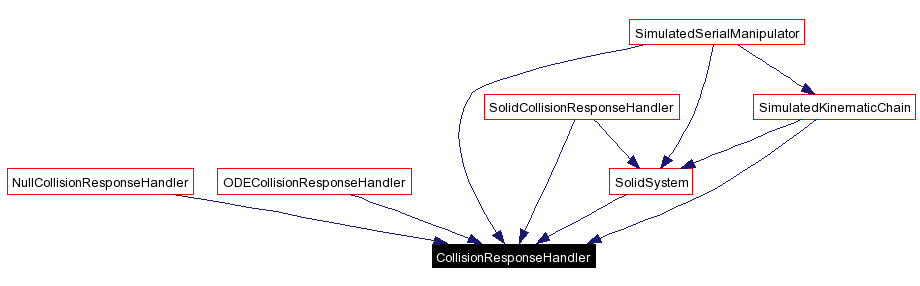 SimulatedSerialManipulator
SolidCollisionResponseHandler
SimulatedKinematicChain
NullCollisionResponseHandler
ODECollisionResponseHandler
SolidSystem
CollisionResponseHandler